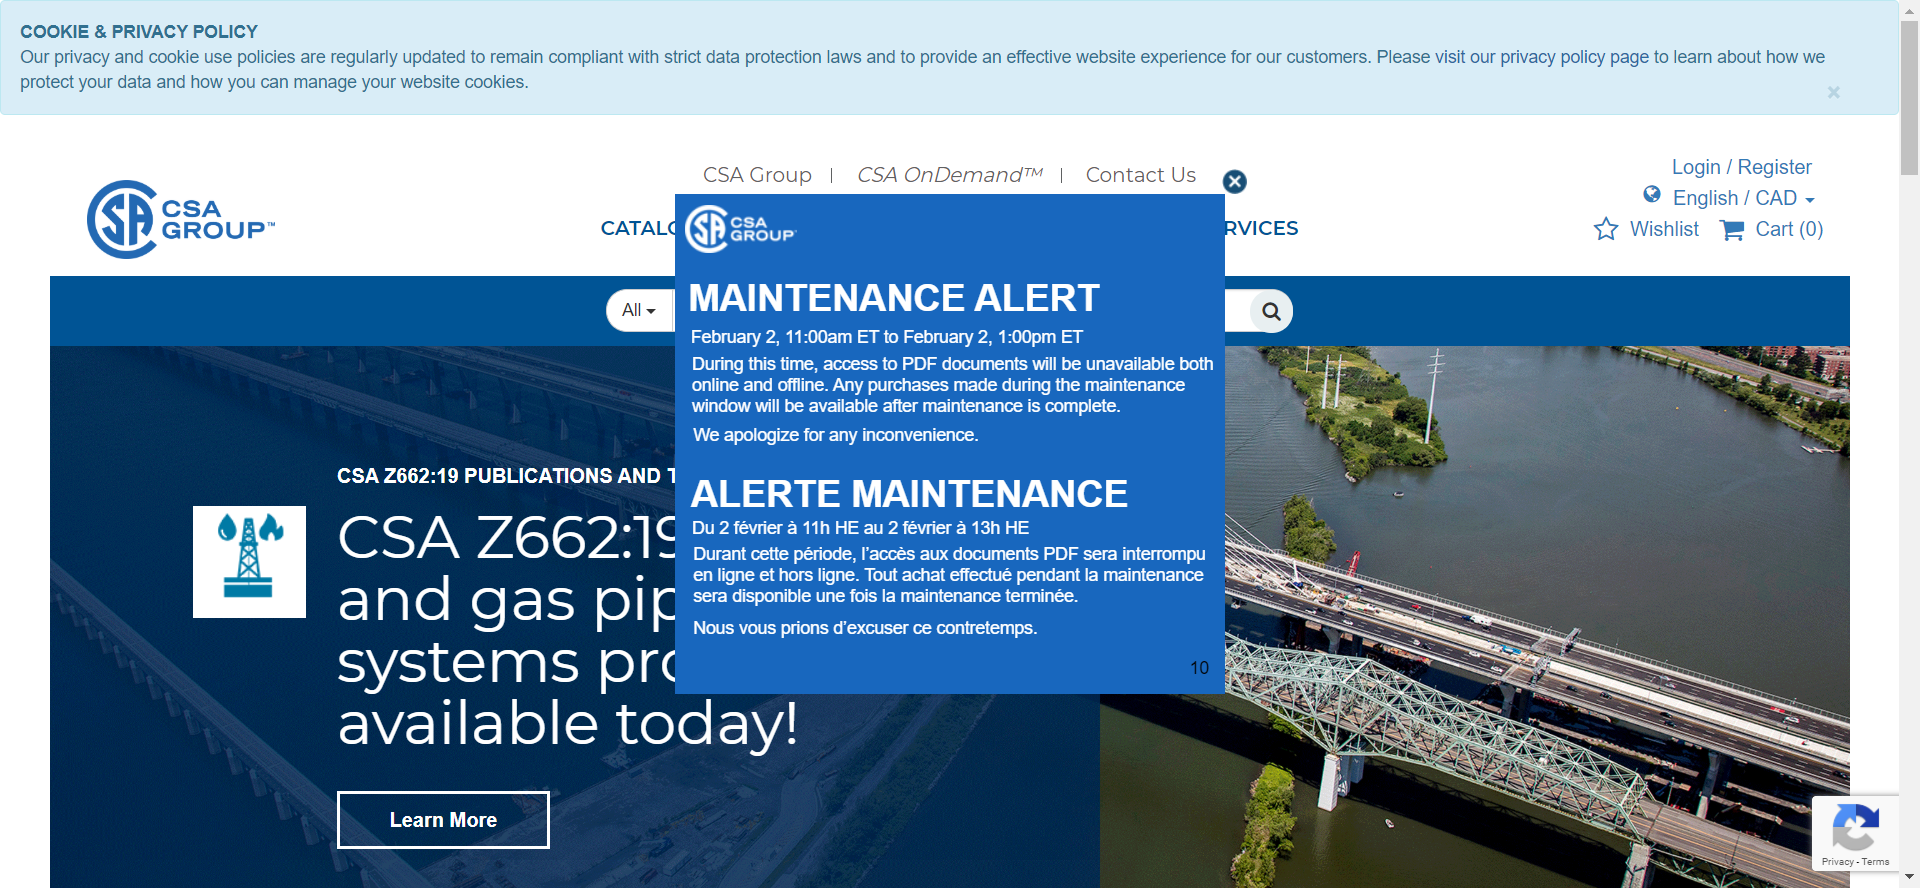 COOKIE & PRIVACY POLICY
Our privacy and cookie use policies are regularly updated to remain compliant with strict data protection laws and to provide an effective website experience for our customers. Please visit our privacy policy page to learn about how we
protect your data and how you can manage your website cookies.
×
CSA Group | CSA OnDemand™ | Contact Us
Login / Register
English / CAD
Wishlist Cart (0)
CSA
GROUP™
CATALO
RVICES
All
CSA
GROUP
MAINTENANCE ALERT
February 2, 11:00am ET to February 2, 1:00pm ET
During this time, access to PDF documents will be unavailable both
online and offline. Any purchases made during the maintenance
window will be available after maintenance is complete.
We apologize for any inconvenience.
ALERTE MAINTENANCE
Du 2 février à 11h HE au 2 février à 13h HE
Durant cette période, l’accès aux documents PDF sera interrompu
en ligne et hors ligne. Tout achat effectué pendant la maintenance
sera disponible une fois la maintenance terminée.
Nous vous prions d’excuser ce contretemps.
10
CSA Z662:19 PUBLICATIONS AND T
CSA Z662:19
and gas pip
systems pro
available today!
Learn More
Privacy - Terms